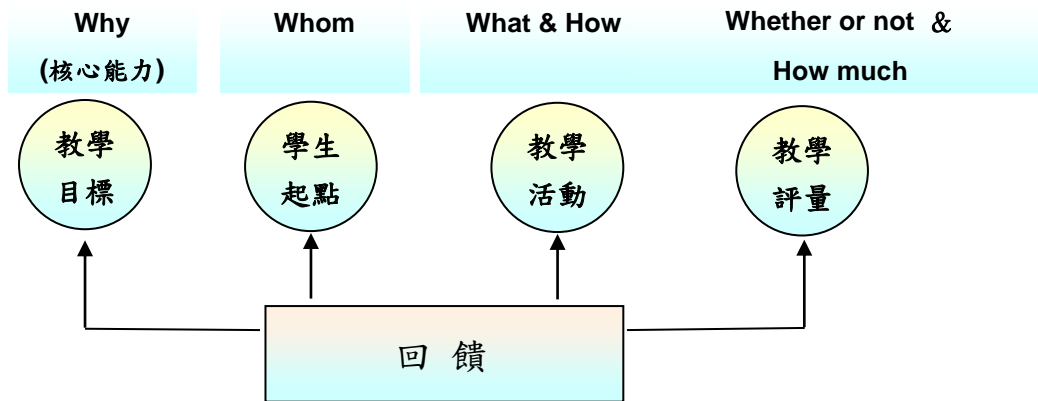 Why
(核心能力)
Whom
What & How
Whether or not &
How much
教學
目標
學生
起點
教學
活動
教學
評量
回 饋